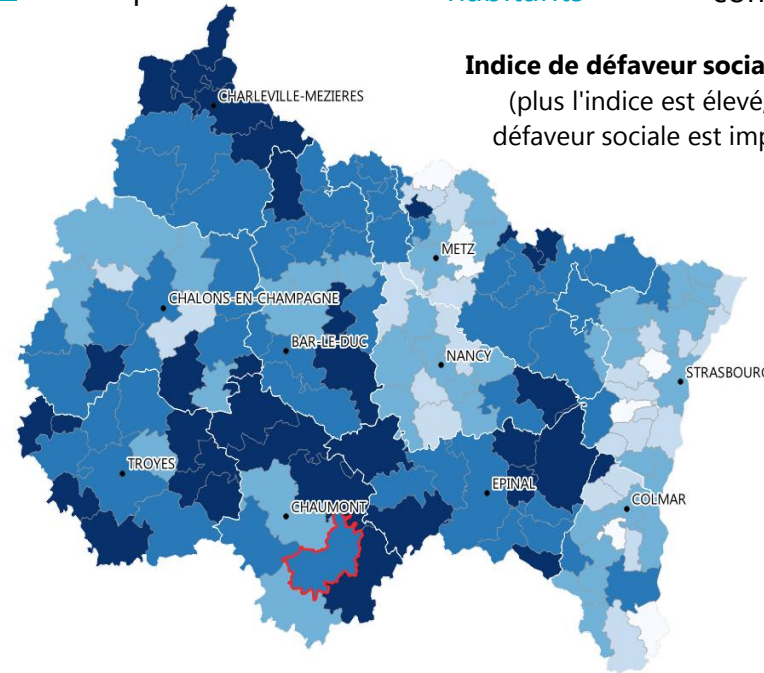 habitants
Indice de défaveur socia
(plus l'indice est élevé,
défaveur sociale est imp
CHARLEVILLE-MEZIERES
METZ
CHALONS-EN-CHAMPAGNE
BAR-LE-DUC
NANCY
STRASBOURG
TROYES
EPINAL
CHAUMONT
COLMAR